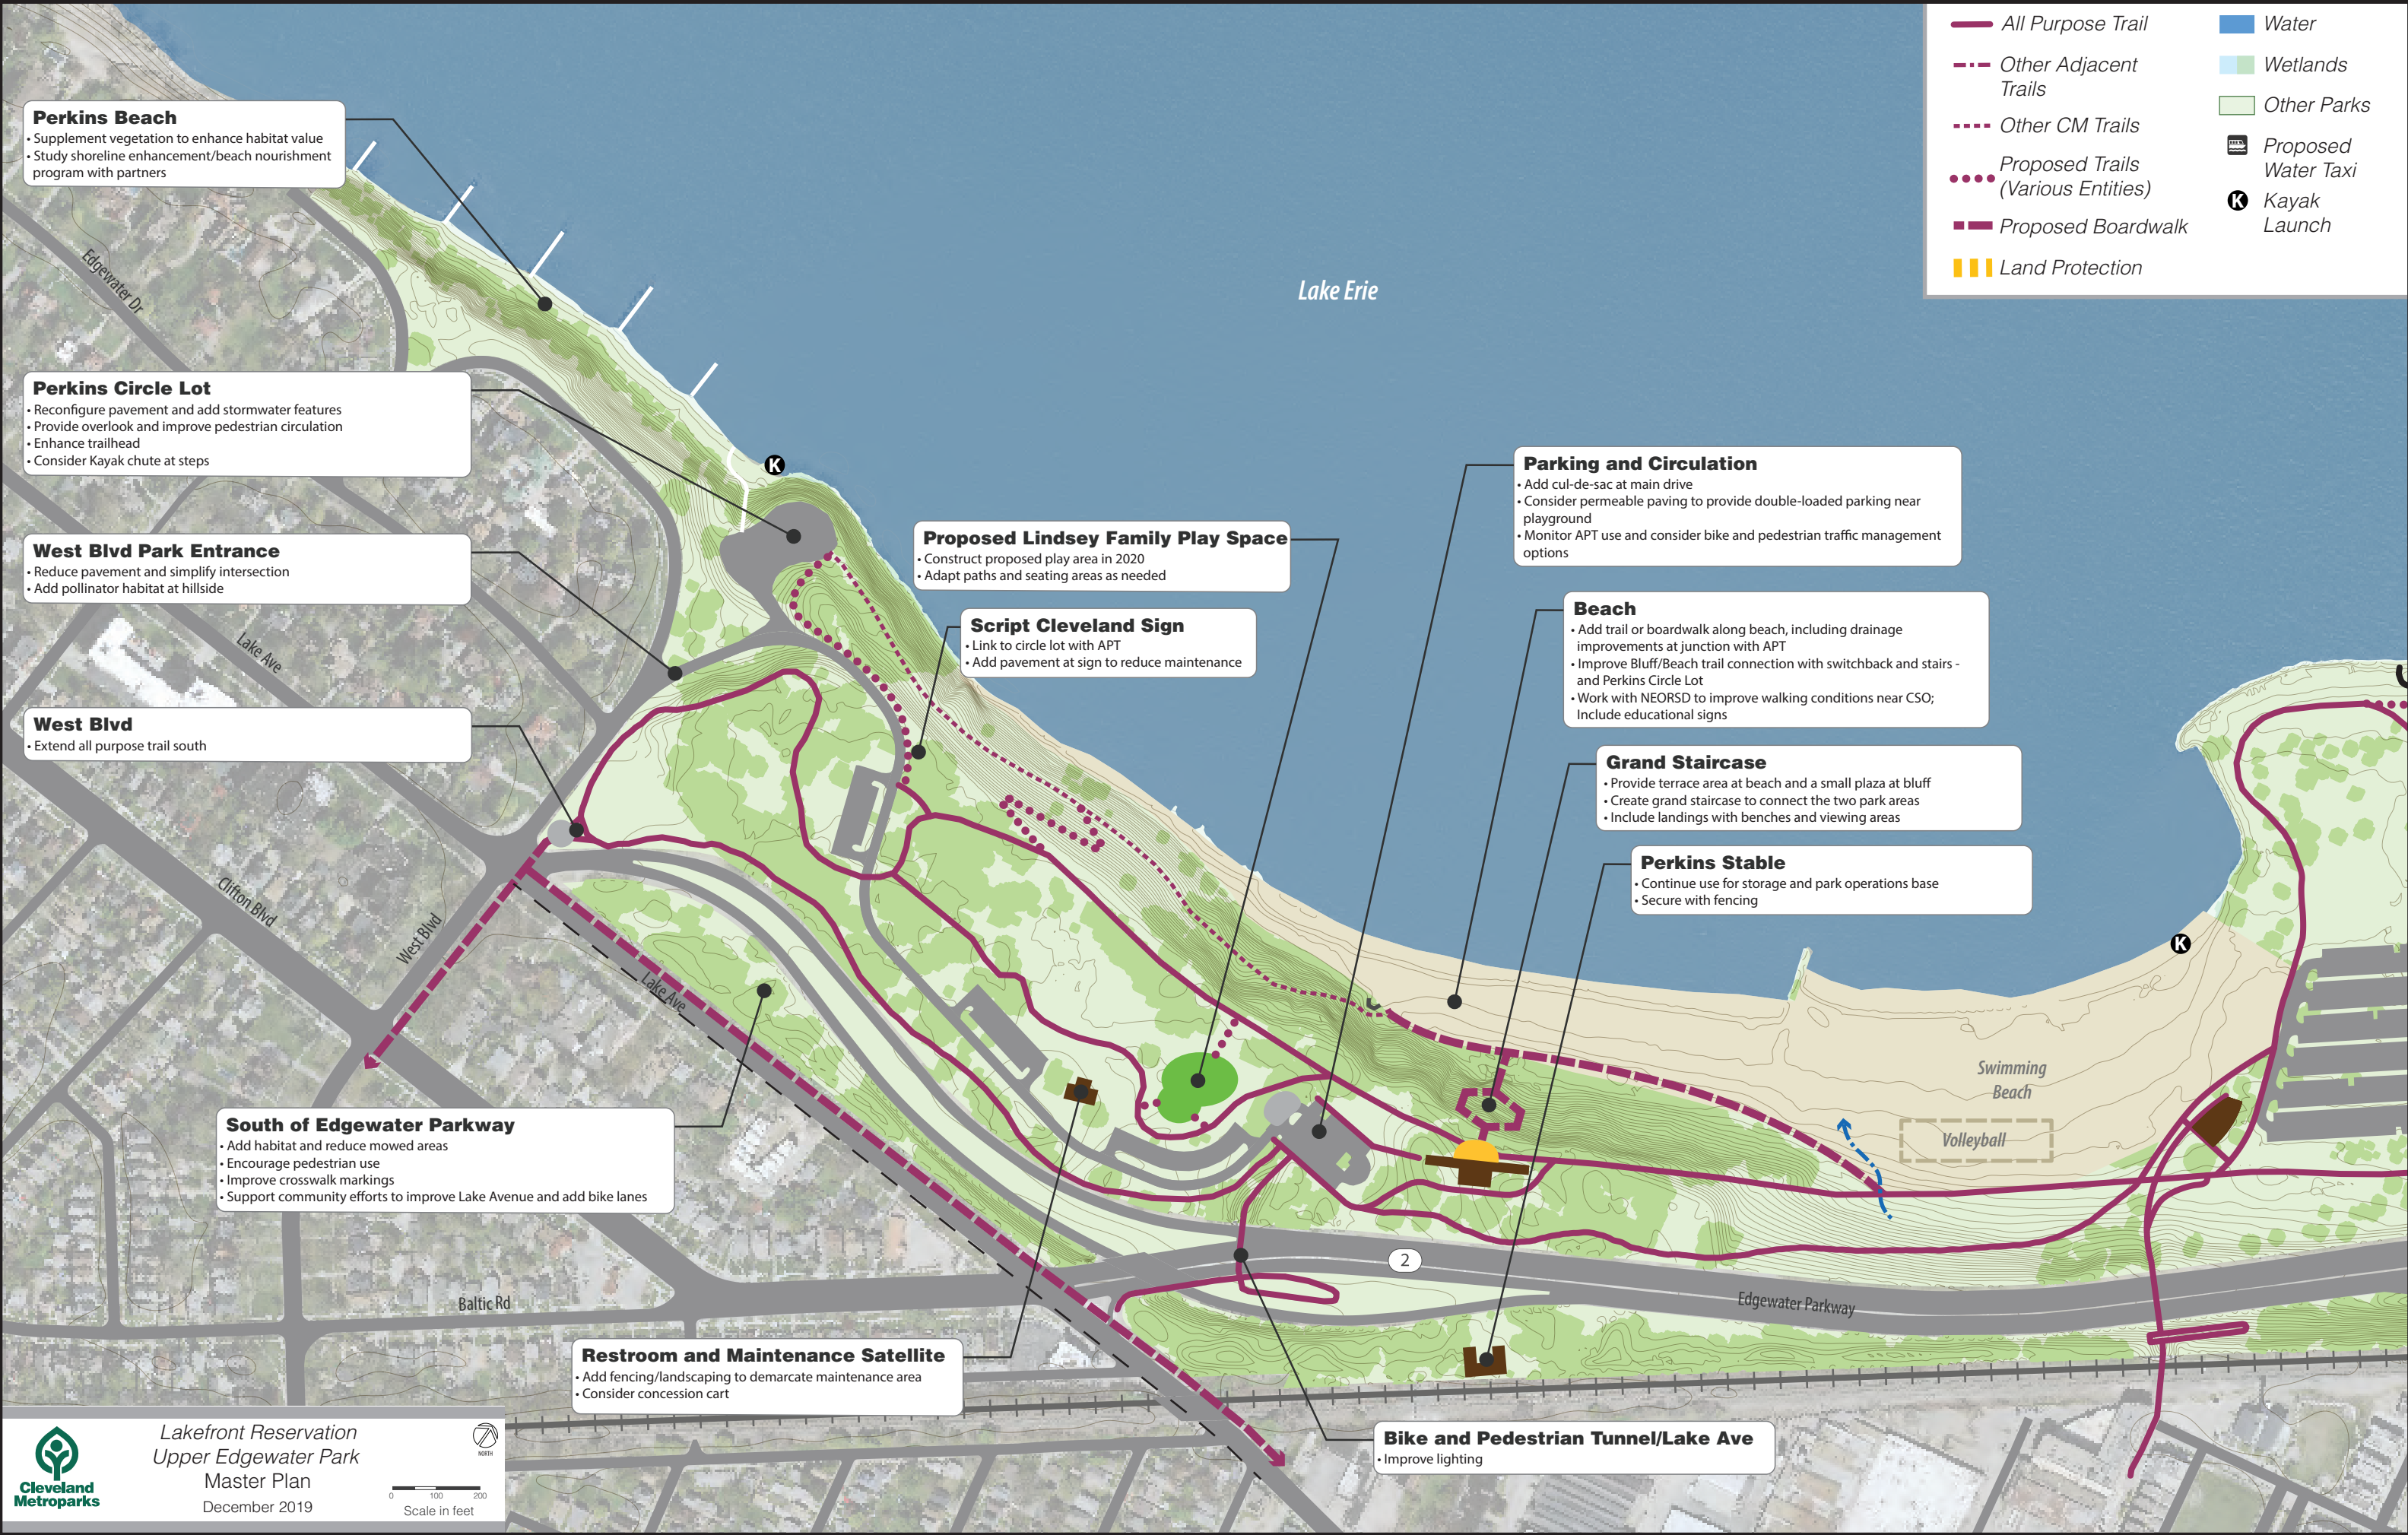 All Purpose Trail
Other Adjacent
Trails
Other CM Trails
Proposed Trails
(Various Entities)
Proposed Boardwalk
Land Protection
Water
Wetlands
Other Parks
Proposed
Water Taxi
K
Kayak
Launch
Perkins Beach
• Supplement vegetation to enhance habitat value
• Study shoreline enhancement/beach nourishment
program with partners
Edgewater Dr
Lake Erie
Perkins Circle Lot
• Reconfigure pavement and add stormwater features
• Provide overlook and improve pedestrian circulation
• Enhance trailhead
• Consider Kayak chute at steps
K
Parking and Circulation
• Add cul-de-sac at main drive
• Consider permeable paving to provide double-loaded parking near
playground
• Monitor APT use and consider bike and pedestrian traffic management
options
West Blvd Park Entrance
• Reduce pavement and simplify intersection
• Add pollinator habitat at hillside
Proposed Lindsey Family Play Space
• Construct proposed play area in 2020
• Adapt paths and seating areas as needed
Script Cleveland Sign
• Link to circle lot with APT
• Add pavement at sign to reduce maintenance
Beach
• Add trail or boardwalk along beach, including drainage
improvements at junction with APT
• Improve Bluff/Beach trail connection with switchback and stairs -
and Perkins Circle Lot
• Work with NEORSD to improve walking conditions near CSO;
Include educational signs
Lake Ave
West Blvd
• Extend all purpose trail south
Grand Staircase
• Provide terrace area at beach and a small plaza at bluff
• Create grand staircase to connect the two park areas
• Include landings with benches and viewing areas
Perkins Stable
• Continue use for storage and park operations base
• Secure with fencing
Clifton Blvd
West Blvd
Lake Ave
K
Swimming
Beach
Volleyball
South of Edgewater Parkway
• Add habitat and reduce mowed areas
• Encourage pedestrian use
• Improve crosswalk markings
• Support community efforts to improve Lake Avenue and add bike lanes
2
Baltic Rd
Edgewater Parkway
Restroom and Maintenance Satellite
• Add fencing/landscaping to demarcate maintenance area
• Consider concession cart
Bike and Pedestrian Tunnel/Lake Ave
• Improve lighting
Cleveland
Metroparks
Lakefront Reservation
Upper Edgewater Park
Master Plan
December 2019
NORTH
0 100 200
Scale in feet